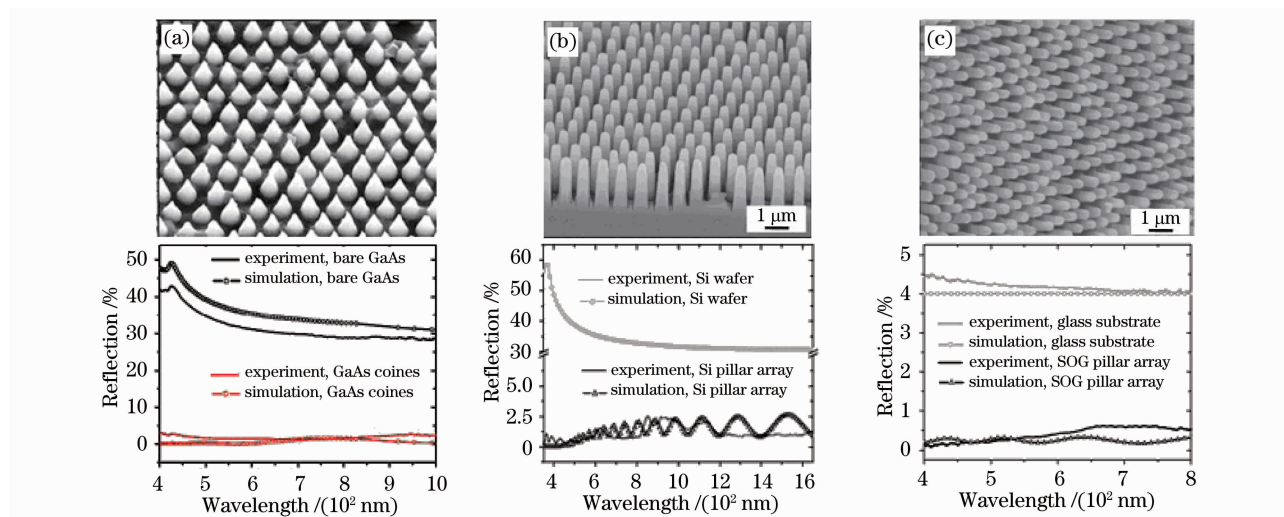 (a)
(b)
1 μm
(c)
1 μm
Reflection /%
50
40
30
20
10
0
experiment, bare GaAs
simulation, bare GaAs
experiment, GaAs coines
simulation, GaAs coines
4 5 6 7 8 9 10
Wavelength /(10² nm)
Reflection /%
60
50
40
30
5.0
2.5
0
experiment, Si wafer
simulation, Si wafer
experiment, Si pillar array
simulation, Si pillar array
4 6 8 10 12 14 16
Wavelength /(10² nm)
Reflection /%
5
4
3
2
1
0
experiment, glass substrate
simulation, glass substrate
experiment, SOG pillar array
simulation, SOG pillar array
4 5 6 7 8
Wavelength /(10² nm)